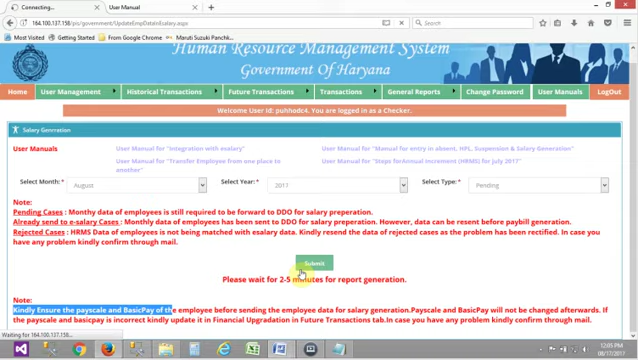 Connecting...
User Manual
164.100.137.158/pis/government/UpdateEmpDatainEsalary.aspx
Search
Most Visited
Getting Started
From Google Chrome
Maruti Suzuki Panchk...
Human Resource Management System
Government Of Haryana
Home
User Management
Historical Transactions
Future Transactions
Transactions
General Reports
Change Password
User Manuals
LogOut
Welcome User id: puhhodc4. You are logged in as a Checker.
Salary Generation
User Manuals
User Manual for "Integration with esalary"
User Manual for "Manual for entry in absent, HPL, Suspension & Salary Generation"
User Manual for "Transfer Employee from one place to
another"
User Manual for "Steps forAnnual increment (HRMS) for July 2017"
Select Month:
August
Select Year:
2017
Select Type:
Pending
Note:
Pending Cases : Monthy data of employees is still required to be forward to DDO for salary preperation.
Already send to e-salary Cases : Monthly data of employees has been sent to DDO for salary preperation. However, data can be resent before paybill generation.
Rejected Cases : HRMS Data of employees is not being matched with esalary data. Kindly resend the data of rejected cases as the problem has been rectified. In case you
have any problem kindly confirm through mail.
Submit
Please wait for 2-5 minutes for report generation.
Note:
Kindly Ensure the payscale and BasicPay of the employee before sending the employee data for salary generation.Payscale and BasicPay will not be changed afterwards. If
the payscale and basicpay is incorrect kindly update it in Financial Upgradation in Future Transactions tab.In case you have any problem kindly confirm through mail.
Waiting for 164.100.137.158...
12:05 PM
08/17/2017